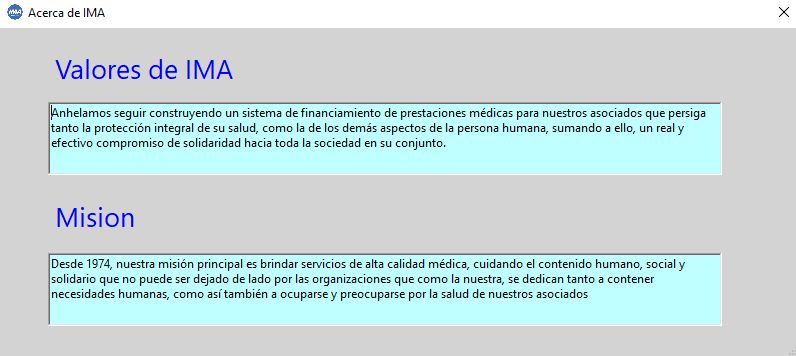 IMA
Acerca de IMA
Valores de IMA
Anhelamos seguir construyendo un sistema de financiamiento de prestaciones médicas para nuestros asociados que persiga
tanto la protección integral de su salud, como la de los demás aspectos de la persona humana, sumando a ello, un real y
efectivo compromiso de solidaridad hacia toda la sociedad en su conjunto.
Mision
Desde 1974, nuestra misión principal es brindar servicios de alta calidad médica, cuidando el contenido humano, social y
solidario que no puede ser dejado de lado por las organizaciones que como la nuestra, se dedican tanto a contener
necesidades humanas, como así también a ocuparse y preocuparse por la salud de nuestros asociados